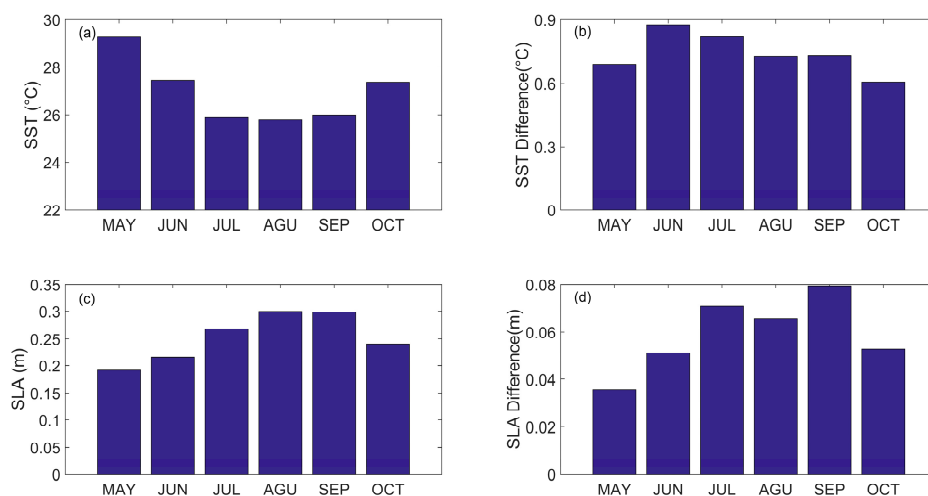 30
(a)
28
26
24
22
SST (°C)
MAY JUN JUL AGU SEP OCT
0.9
(b)
0.6
0.3
0
SST Difference(°C)
MAY JUN JUL AGU SEP OCT
0.35
(c)
0.3
0.25
0.2
0.15
0.1
0.05
0
SLA (m)
MAY JUN JUL AGU SEP OCT
0.08
(d)
0.06
0.04
0.02
0
SLA Difference(m)
MAY JUN JUL AGU SEP OCT